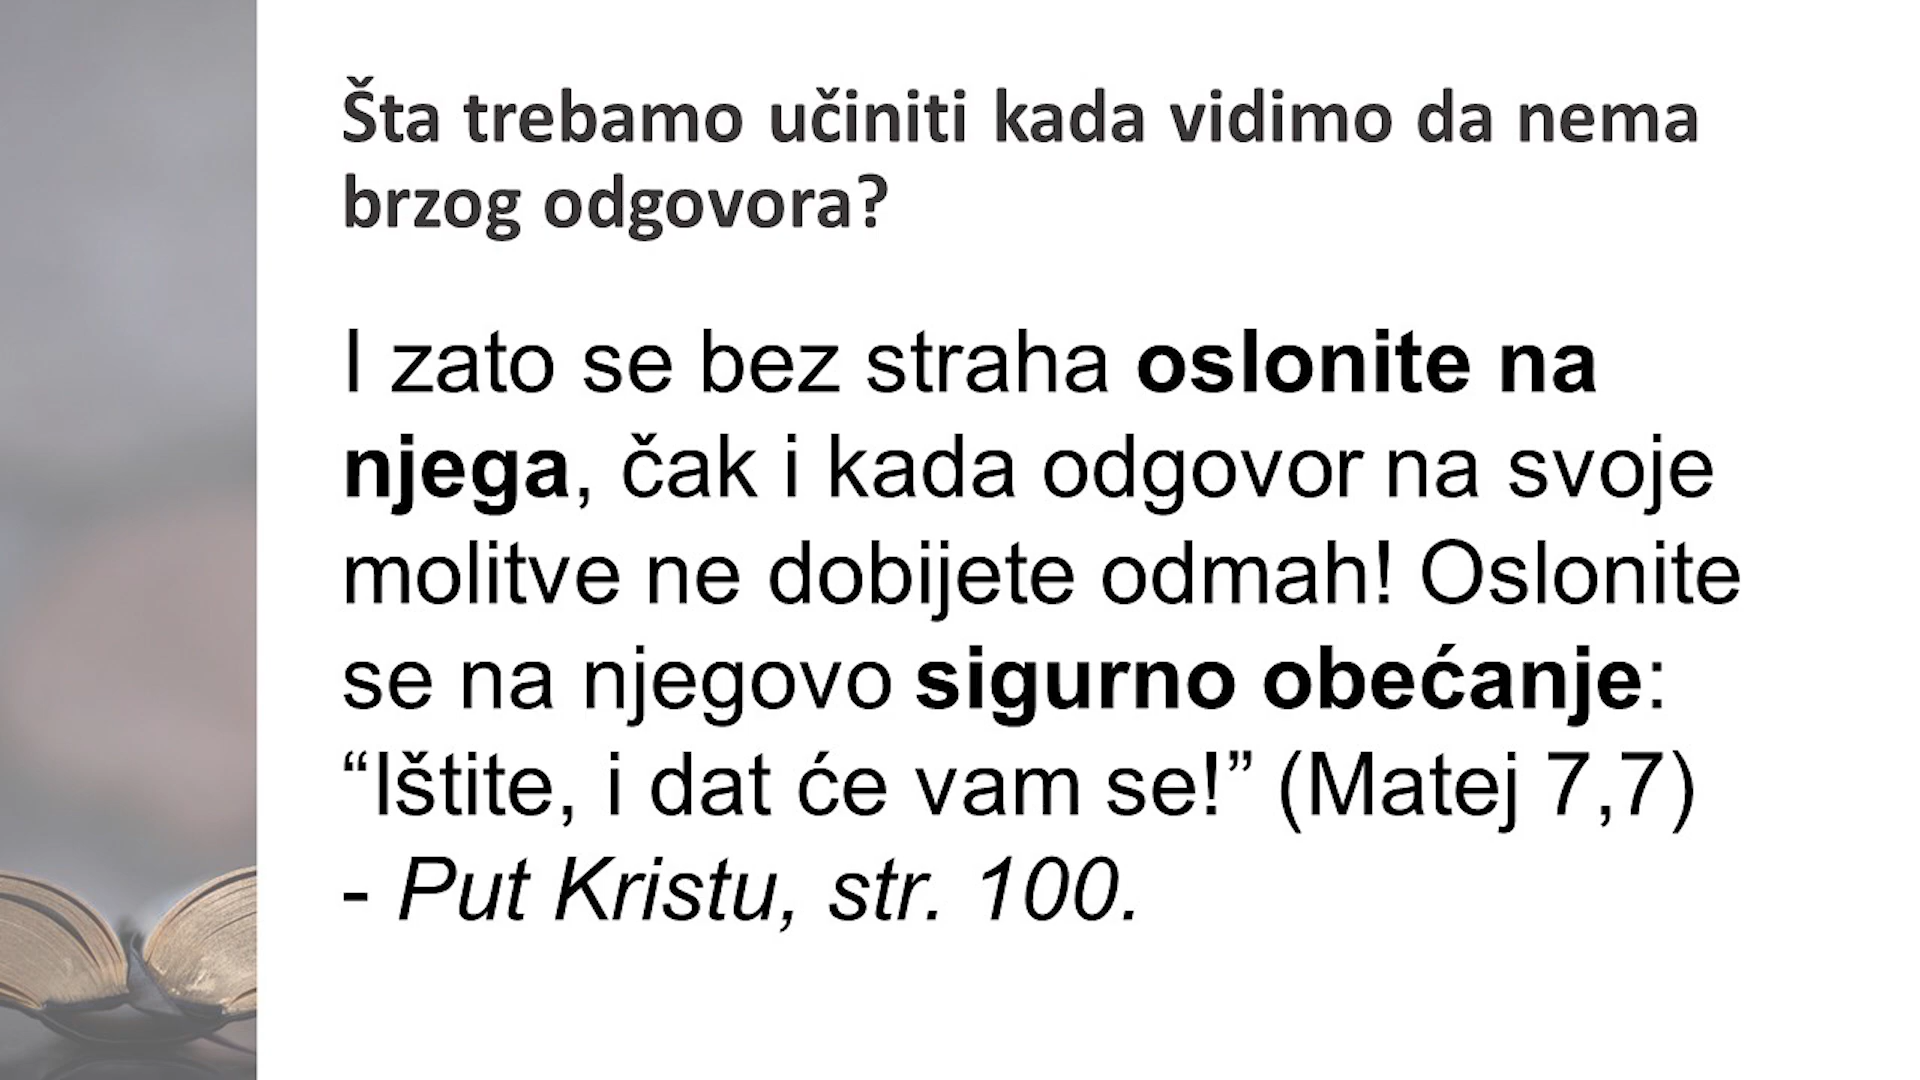 Šta trebamo učiniti kada vidimo da nema
brzog odgovora?
I zato se bez straha oslonite na
njega, čak i kada odgovor na svoje
molitve ne dobijete odmah! Oslonite
se na njegovo sigurno obećanje:
“Ištite, i dat će vam se!” (Matej 7,7)
- Put Kristu, str. 100.